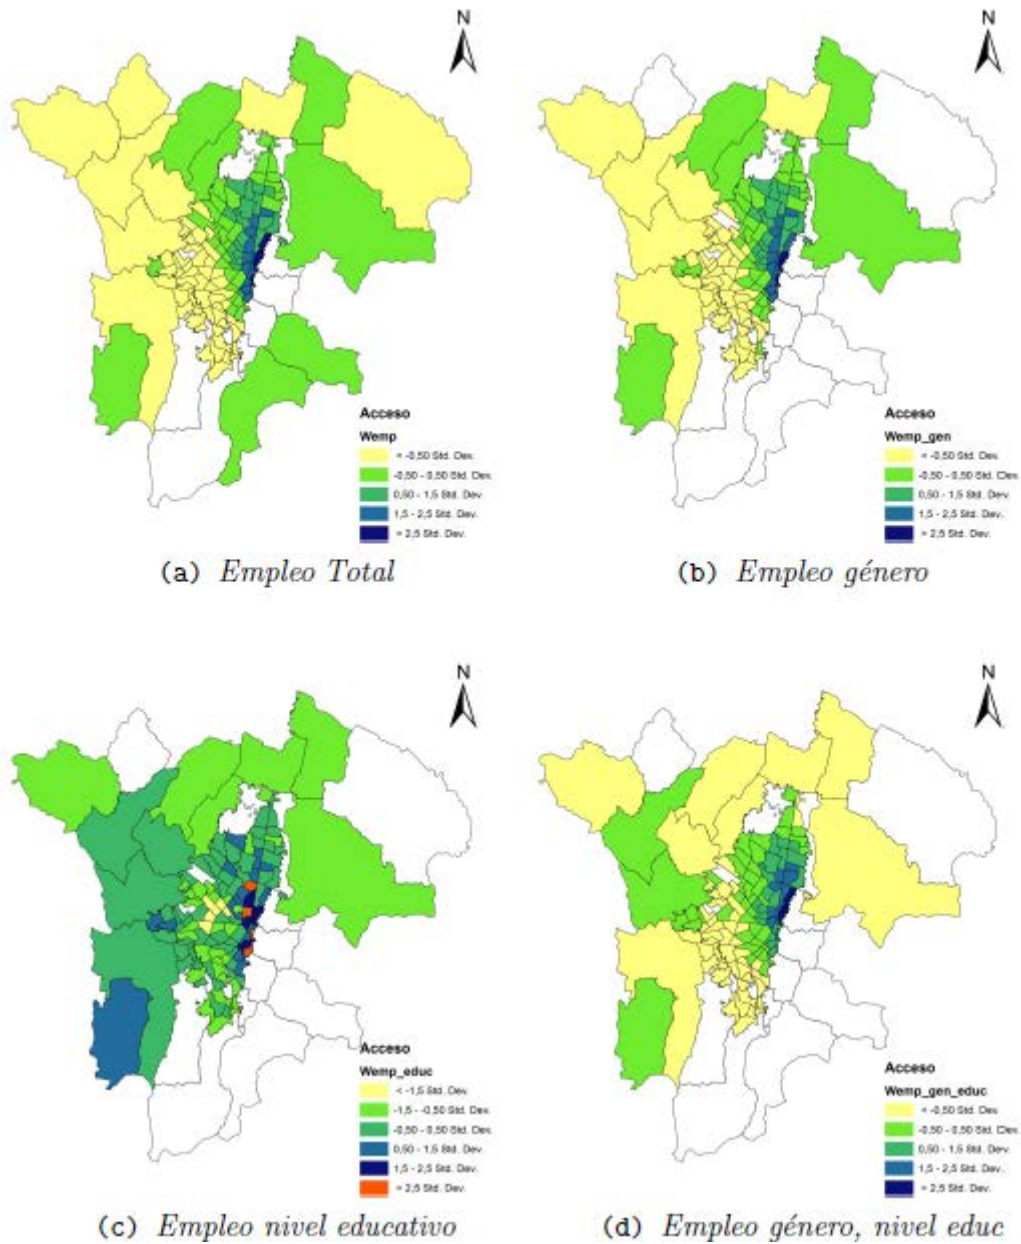 N
Acceso
Wemp
< -0,50 Std. Dev.
-0,50 - 0,50 Std. Dev.
0,50 - 1,5 Std. Dev.
1,5 - 2,5 Std. Dev.
> 2,5 Std. Dev.
(a) Empleo Total
N
Acceso
Wemp_gen
< -0,50 Std. Dev.
-0,50 - 0,50 Std. Dev.
0,50 - 1,5 Std. Dev.
1,5 - 2,5 Std. Dev.
> 2,5 Std. Dev.
(b) Empleo género
N
Acceso
Wemp_educ
< -1,5 Std. Dev.
-1,5 - -0,50 Std. Dev.
-0,50 - 0,50 Std. Dev.
0,50 - 1,5 Std. Dev.
1,5 - 2,5 Std. Dev.
> 2,5 Std. Dev.
(c) Empleo nivel educativo
N
Acceso
Wemp_gen_educ
< -0,50 Std. Dev.
-0,50 - 0,50 Std. Dev.
0,50 - 1,5 Std. Dev.
1,5 - 2,5 Std. Dev.
> 2,5 Std. Dev.
(d) Empleo género, nivel educ